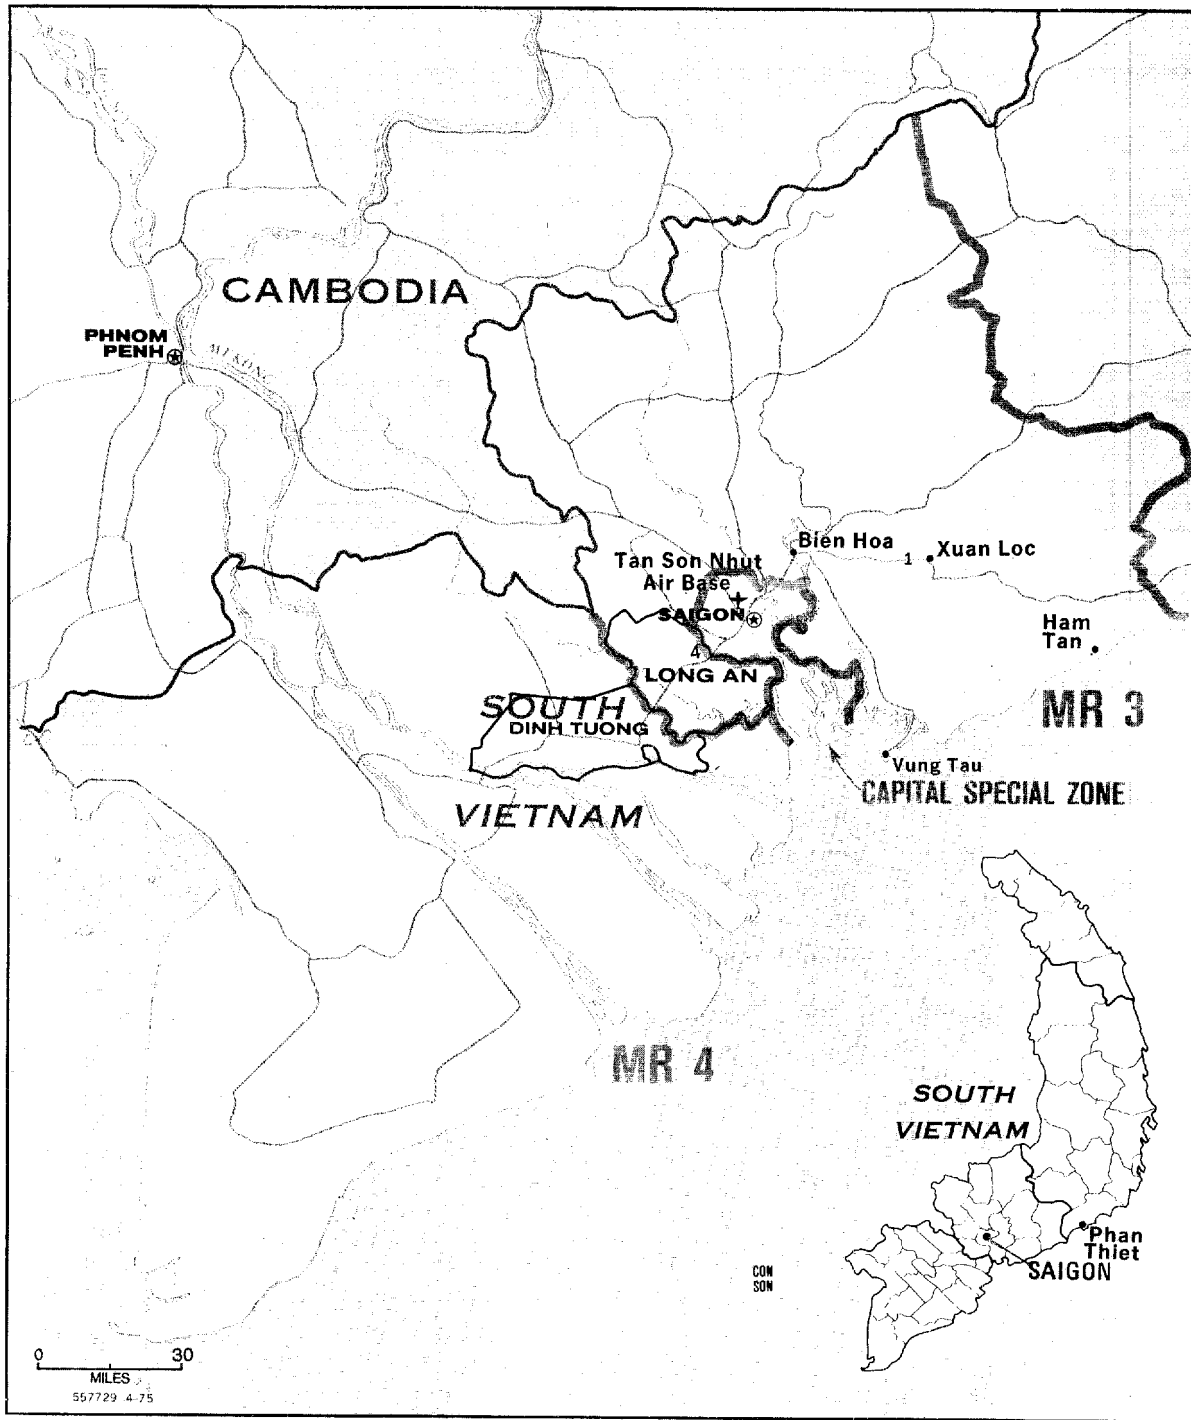 CAMBODIA
PHNOM
PENH
MEKONG
Bien Hoa
1
Xuan Loc
Tan Son Nhut
Air Base
SAIGON
Ham
Tan
4
LONG AN
SOUTH
DINH TUONG
MR 3
Vung Tau
CAPITAL SPECIAL ZONE
VIETNAM
MR 4
SOUTH
VIETNAM
Phan
Thiet
SAIGON
CON
SON
0 30
MILES
557729 4-75